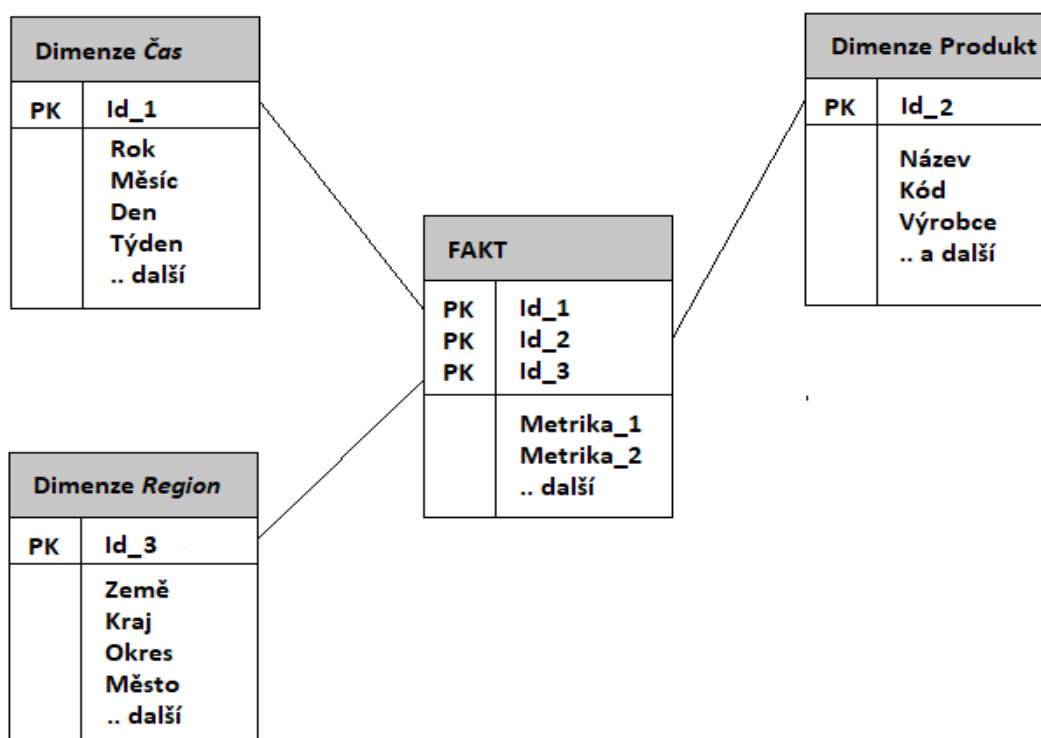 Dimenze Čas
PK Id_1
Rok
Měsíc
Den
Týden
.. další
Dimenze Produkt
PK Id_2
Název
Kód
Výrobce
.. a další
FAKT
PK Id_1
PK Id_2
PK Id_3
Metrika_1
Metrika_2
.. další
Dimenze Region
PK Id_3
Země
Kraj
Okres
Město
.. další